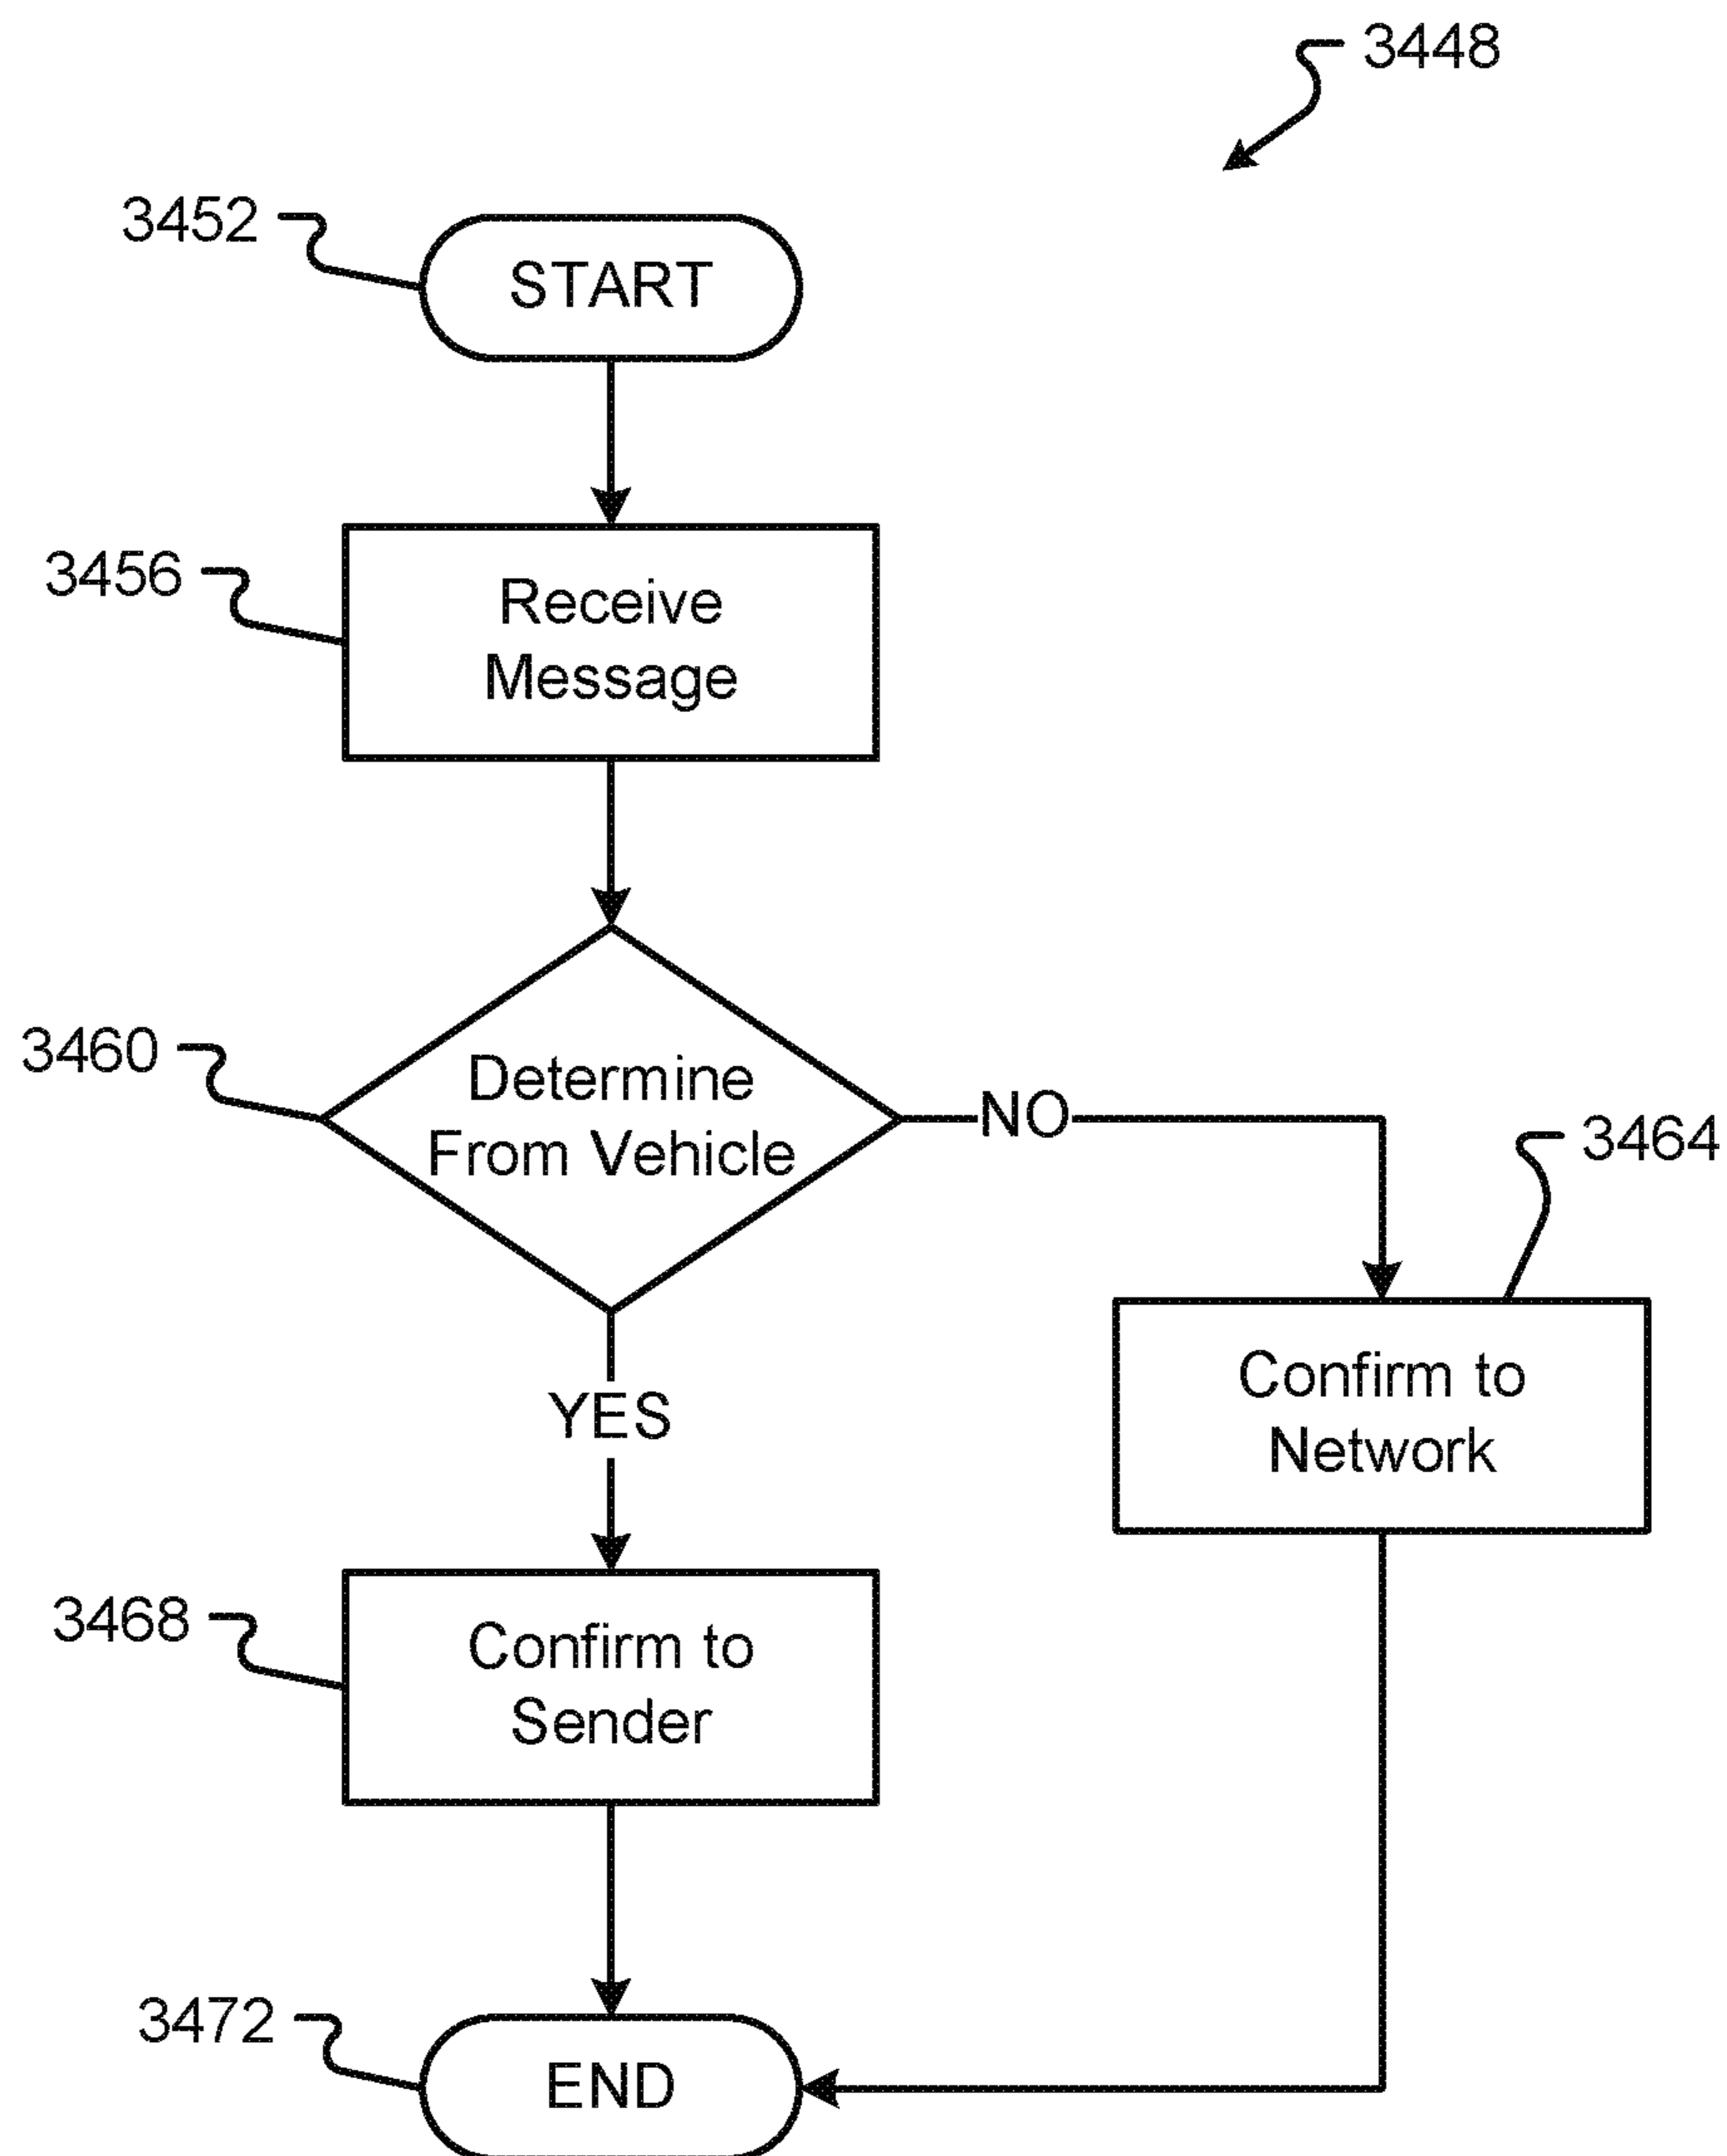 3448
3452
START
3456
Receive
Message
3460
Determine
From Vehicle
NO
3464
Confirm to
Network
YES
3468
Confirm to
Sender
3472
END